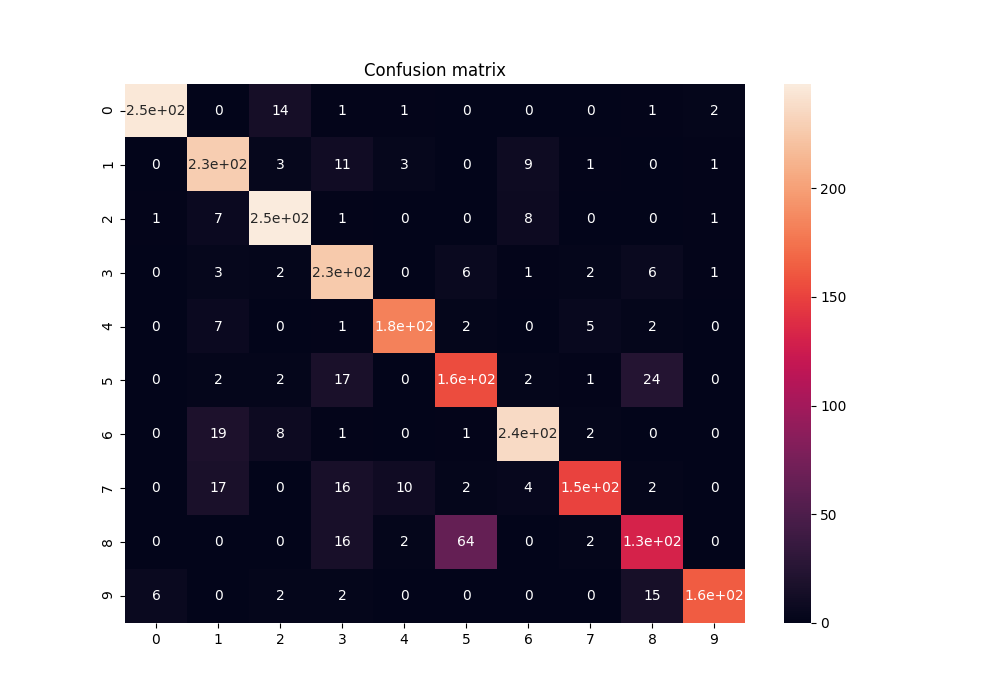 Confusion matrix
0 2.5e+02 0 14 1 1 0 0 0 1 2
1 0 2.3e+02 3 11 3 0 9 1 0 1
2 1 7 2.5e+02 1 0 0 8 0 0 1
3 0 3 2 2.3e+02 0 6 1 2 6 1
4 0 7 0 1 1.8e+02 2 0 5 2 0
5 0 2 2 17 0 1.6e+02 2 1 24 0
6 0 19 8 1 0 1 2.4e+02 2 0 0
7 0 17 0 16 10 2 4 1.5e+02 2 0
8 0 0 0 16 2 64 0 2 1.3e+02 0
9 6 0 2 2 0 0 0 0 15 1.6e+02
0 1 2 3 4 5 6 7 8 9
200
150
100
50
0